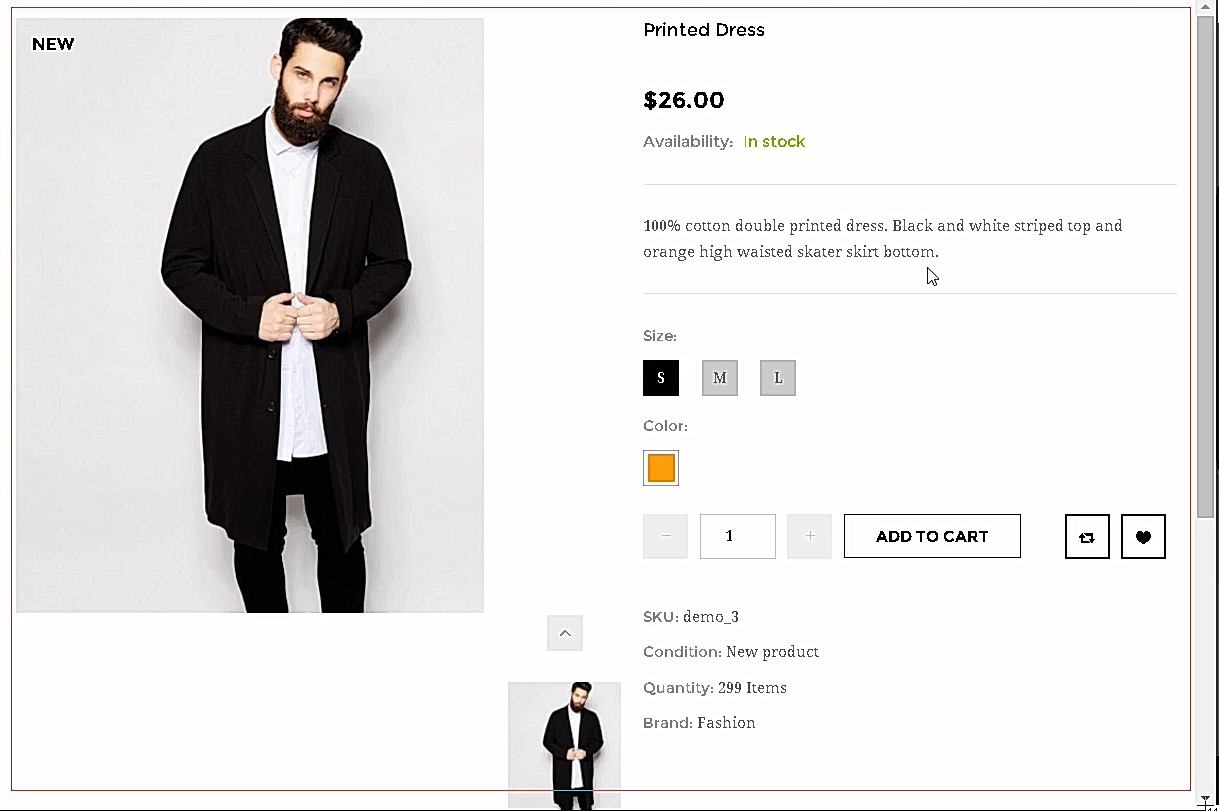 NEW
Printed Dress
$26.00
Availability: In stock
100% cotton double printed dress. Black and white striped top and
orange high waisted skater skirt bottom.
Size:
S M L
Color:
− 1 + ADD TO CART
SKU: demo_3
Condition: New product
Quantity: 299 Items
Brand: Fashion